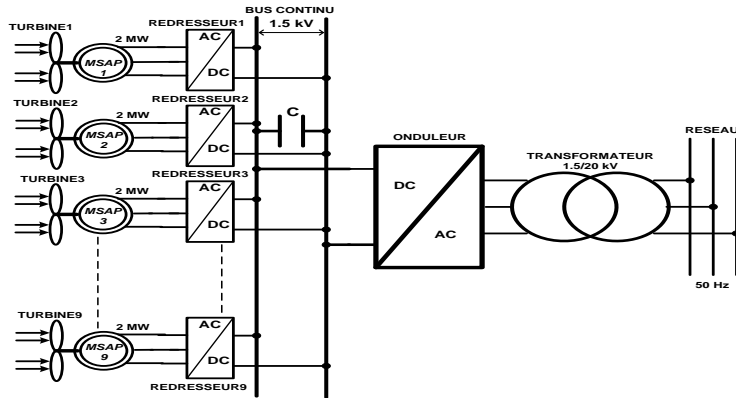 BUS CONTINU
1.5 kV
TURBINE1
2 MW
REDRESSEUR1
MSAP
1
AC
DC
TURBINE2
2 MW
REDRESSEUR2
MSAP
2
AC
DC
C
TURBINE3
2 MW
REDRESSEUR3
MSAP
3
AC
DC
ONDULEUR
DC
AC
TRANSFORMATEUR
1.5/20 kV
RESEAU
50 Hz
TURBINE9
2 MW
MSAP
9
AC
DC
REDRESSEUR9